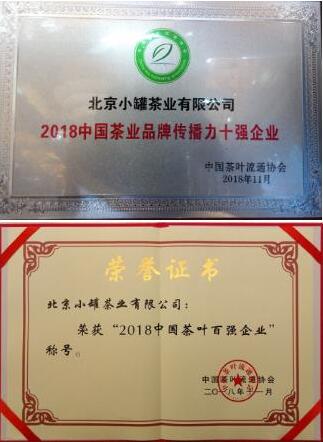 北京小罐茶业有限公司
2018中国茶业品牌传播力十强企业
中国茶叶流通协会
2018年11月
荣誉证书
北京小罐茶业有限公司：
荣获“2018中国茶叶百强企业”
称号。
中国茶叶流通协会
二〇一八年十一月